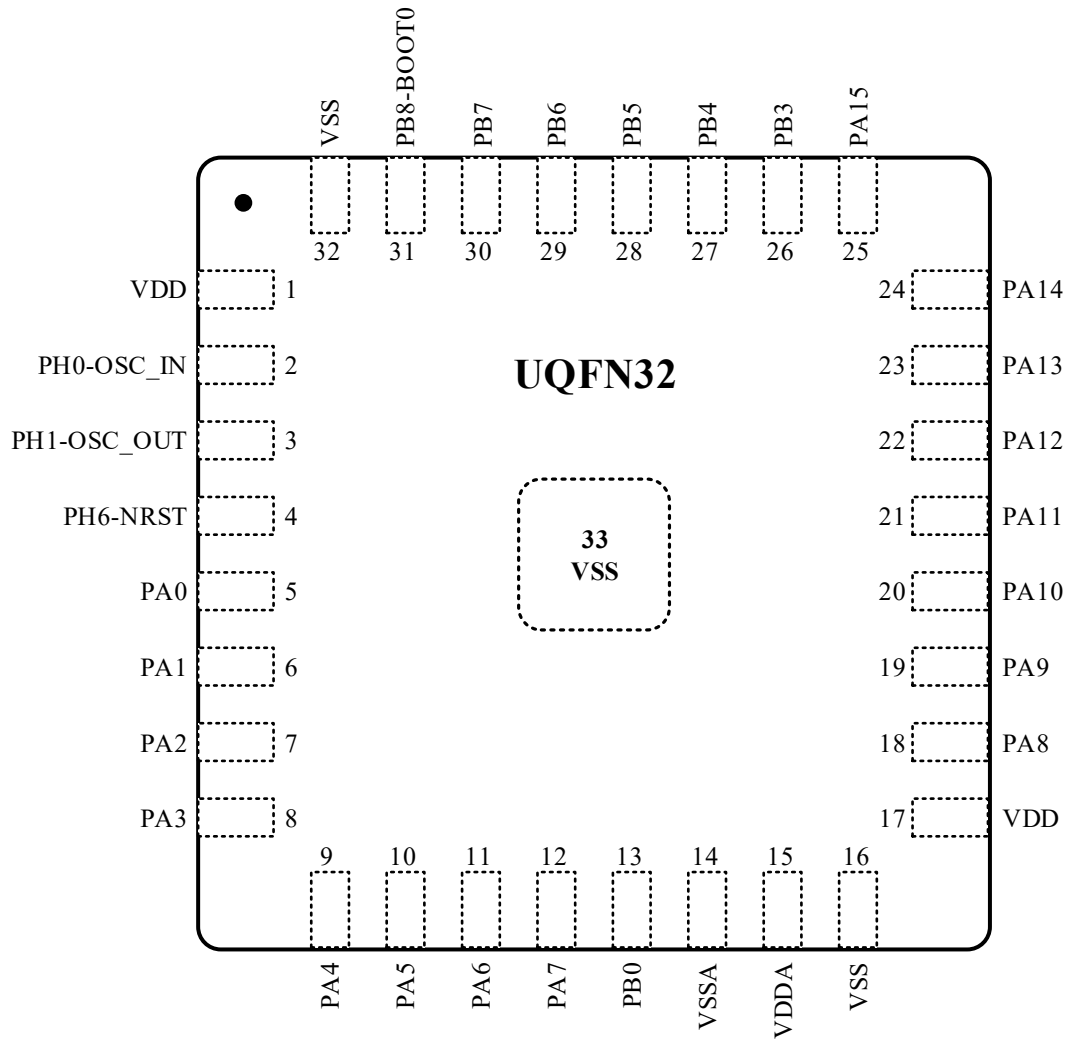 VSS
PB8-BOOT0
PB7
PB6
PB5
PB4
PB3
PA15
32
31
30
29
28
27
26
25
VDD 1
24 PA14
PH0-OSC_IN 2
UQFN32
23 PA13
PH1-OSC_OUT 3
22 PA12
PH6-NRST 4
21 PA11
33
VSS
PA0 5
20 PA10
PA1 6
19 PA9
PA2 7
18 PA8
PA3 8
17 VDD
9
10
11
12
13
14
15
16
PA4
PA5
PA6
PA7
PB0
VSSA
VDDA
VSS